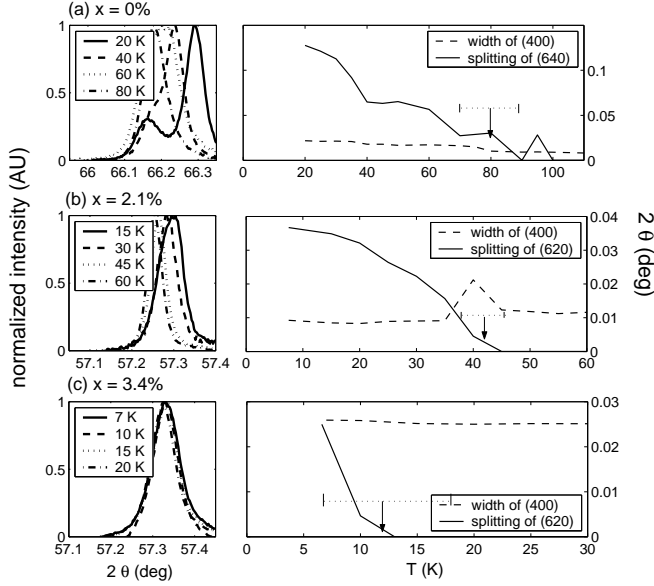 (a) x = 0%
1
0.5
0
20 K
40 K
60 K
80 K
66
66.1
66.2
66.3
width of (400)
splitting of (640)
0.1
0.05
0
0
20
40
60
80
100
(b) x = 2.1%
1
0.5
0
15 K
30 K
45 K
60 K
57.1
57.2
57.3
57.4
width of (400)
splitting of (620)
0.04
0.03
0.02
0.01
0
0
10
20
30
40
50
60
(c) x = 3.4%
1
0.5
0
7 K
10 K
15 K
20 K
57.1
57.2
57.3
57.4
2 θ (deg)
width of (400)
splitting of (620)
0.03
0.02
0.01
0
0
5
10
15
20
25
30
T (K)
normalized intensity (AU)
2 θ (deg)